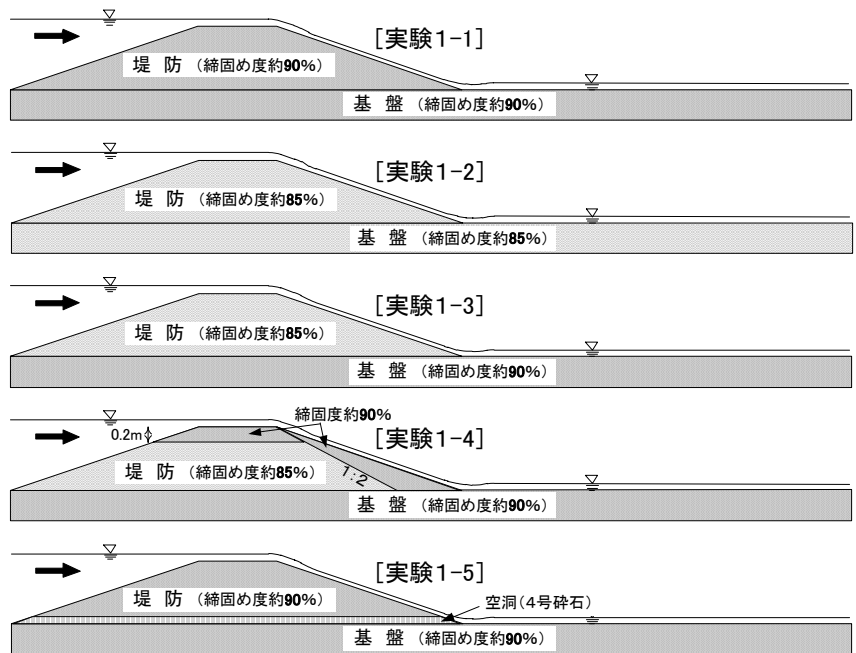 [実験1-1]
堤 防 (締固め度約90%)
基 盤 (締固め度約90%)
[実験1-2]
堤 防 (締固め度約85%)
基 盤 (締固め度約85%)
[実験1-3]
堤 防 (締固め度約85%)
基 盤 (締固め度約90%)
締固度約90%
0.2m
[実験1-4]
堤 防 (締固め度約85%)
1:2
基 盤 (締固め度約90%)
[実験1-5]
堤 防 (締固め度約90%)
空洞(4号砕石)
基 盤 (締固め度約90%)